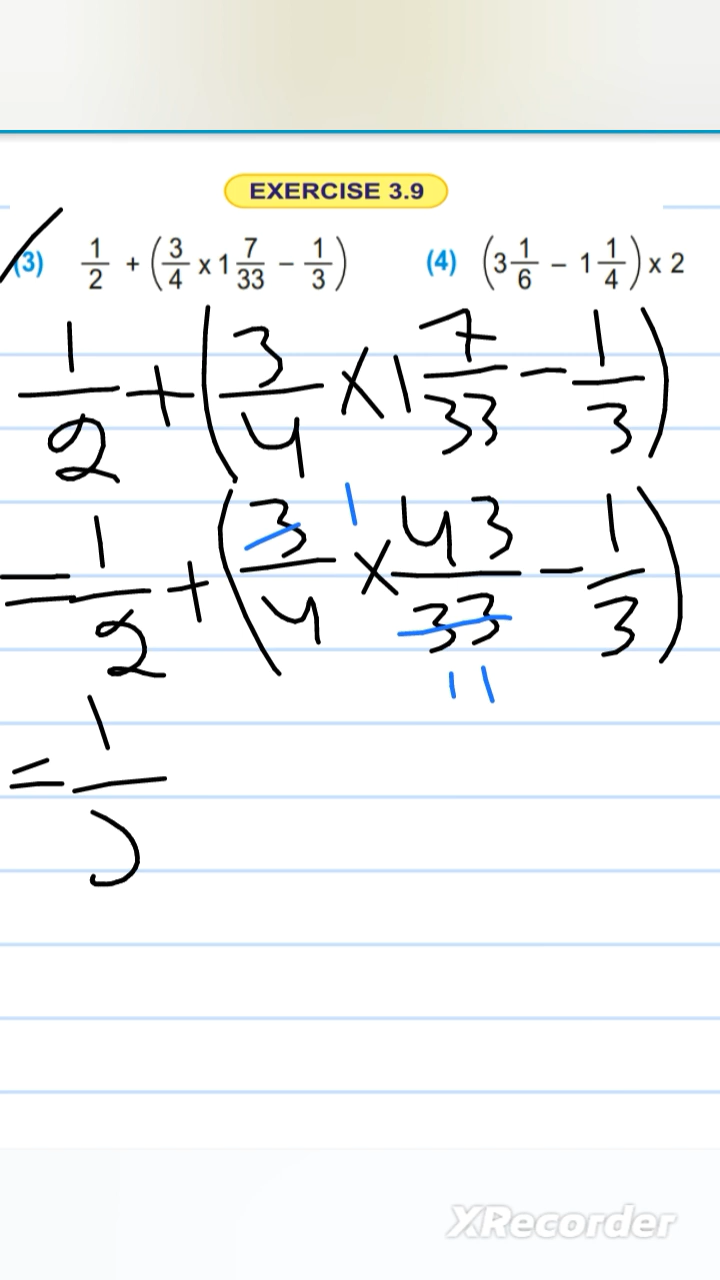 EXERCISE 3.9
(3) 1/2 + (3/4 x 1 7/33 − 1/3) (4) (3 1/6 − 1 1/4) x 2
1/2 + (3/4 × 1 7/33 − 1/3)
= 1/2 + (3/4 × 43/33 − 1/3)
1
11
= 1/
XRecorder